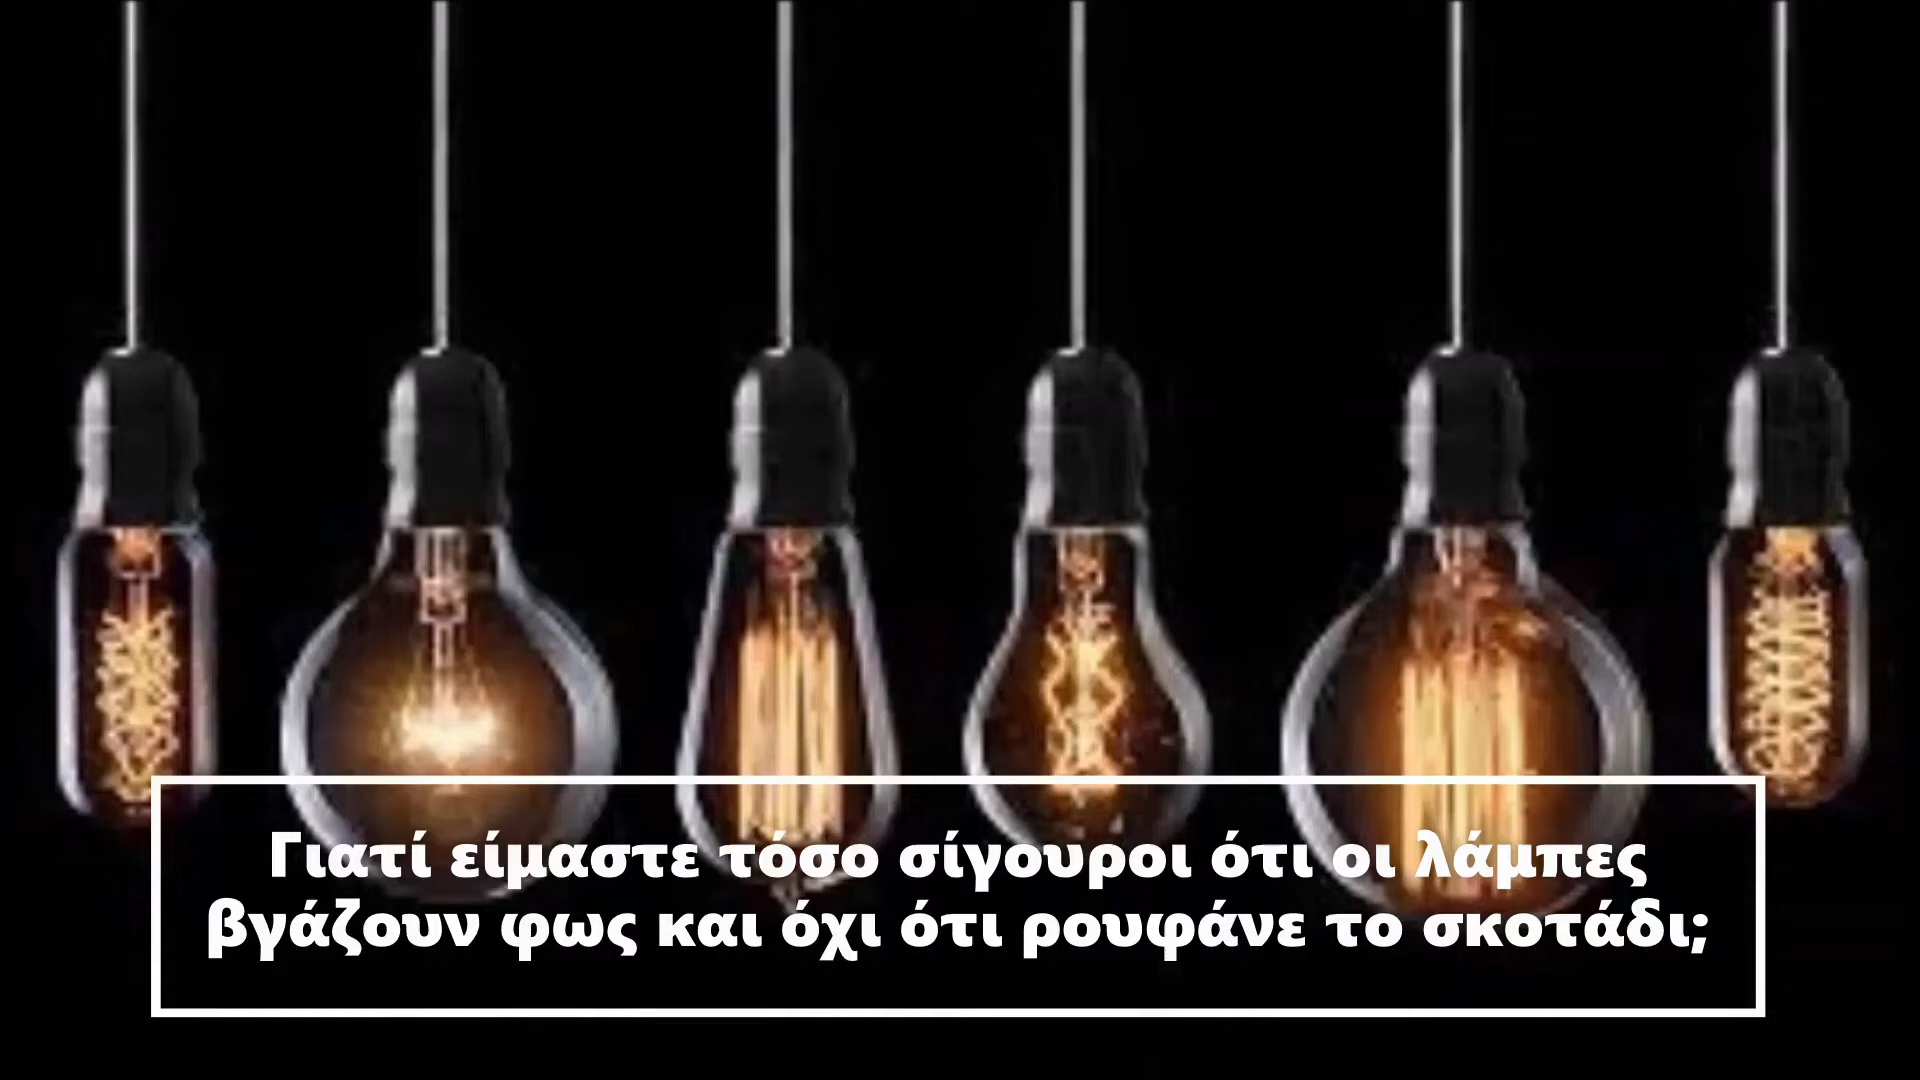 Γιατί είμαστε τόσο σίγουροι ότι οι λάμπες
βγάζουν φως και όχι ότι ρουφάνε το σκοτάδι;